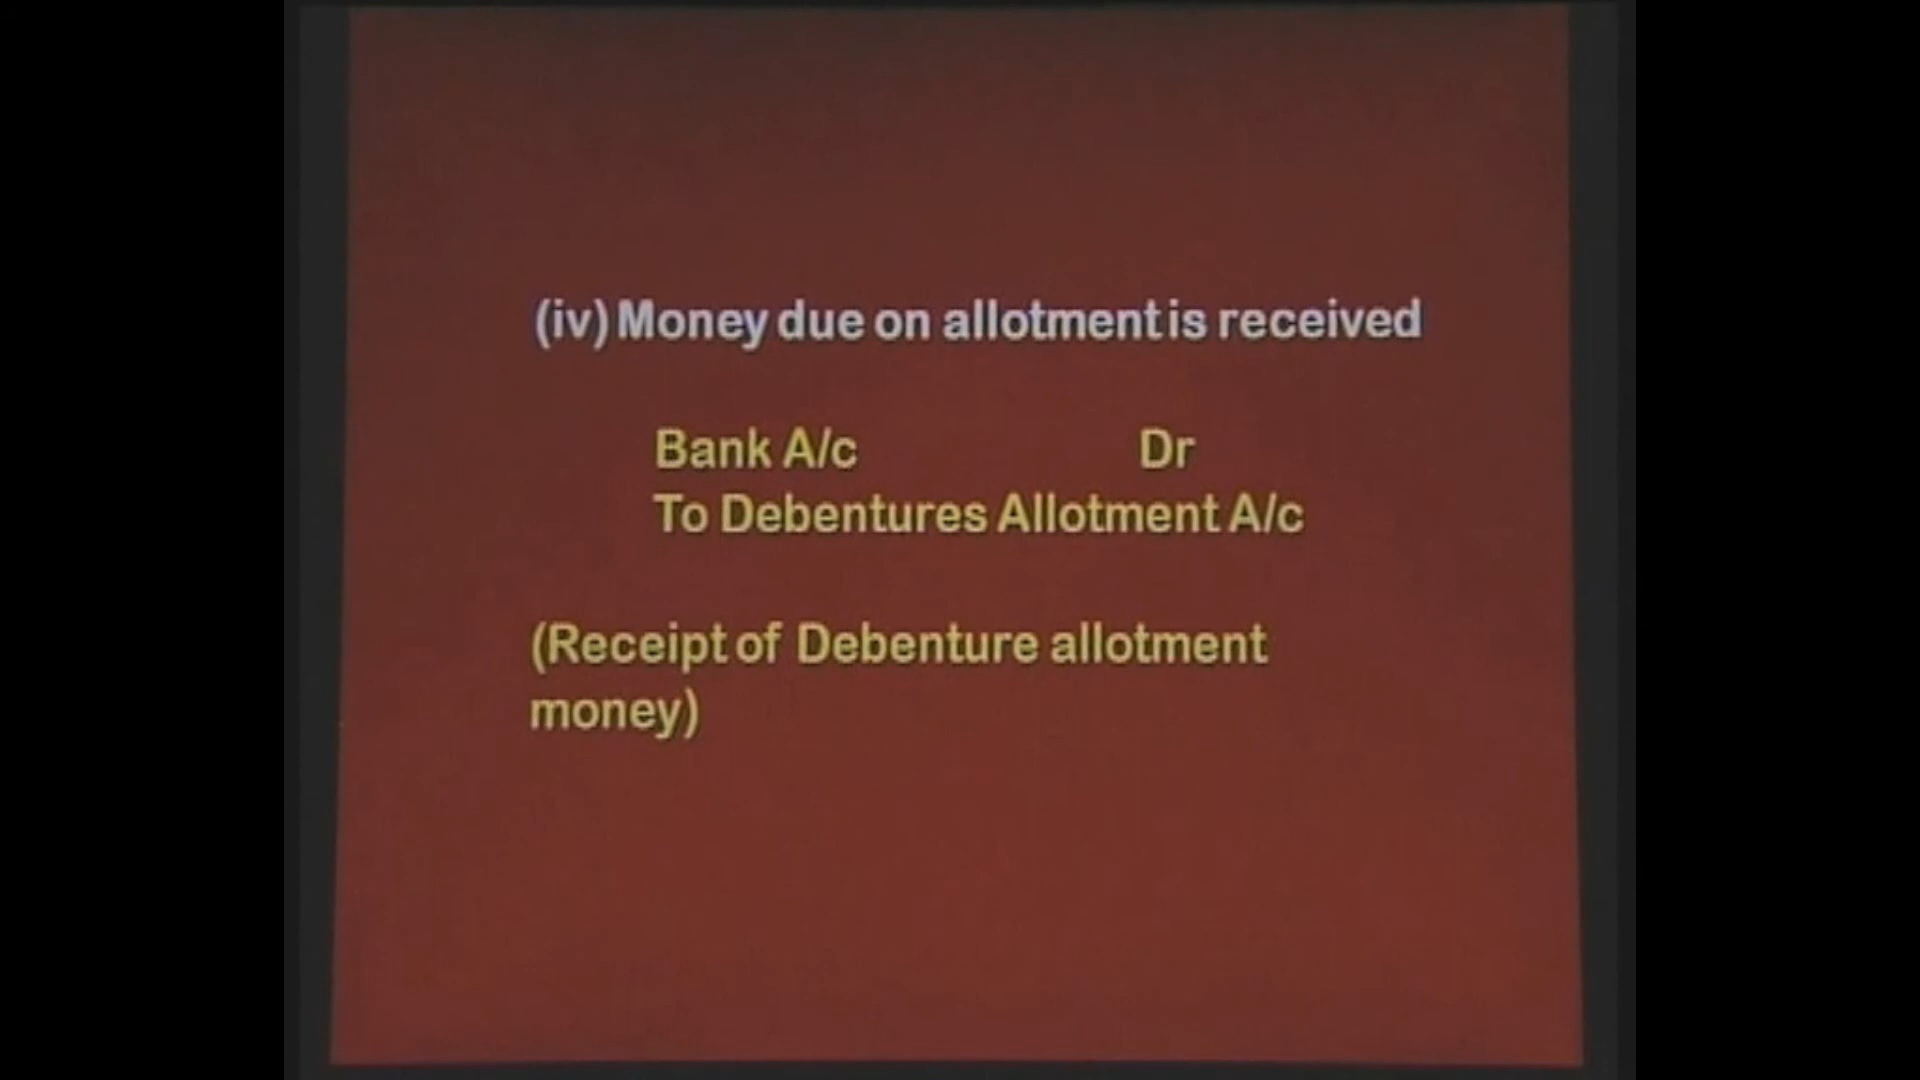 (iv) Money due on allotment is received
Bank A/c Dr
To Debentures Allotment A/c
(Receipt of Debenture allotment
money)